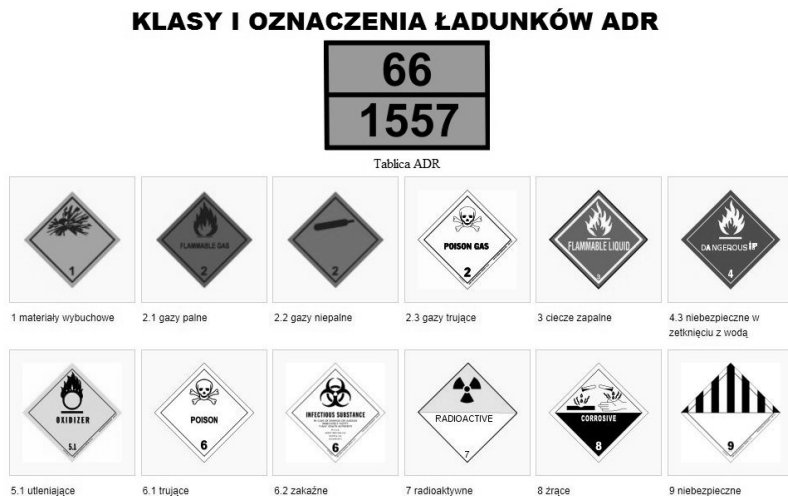 KLASY I OZNACZENIA ŁADUNKÓW ADR
66
1557
Tablica ADR
1
FLAMMABLE GAS
2
2
POISON GAS
2
FLAMMABLE LIQUID
3
DANGEROUS
4
1 materiały wybuchowe
2.1 gazy palne
2.2 gazy niepalne
2.3 gazy trujące
3 ciecze zapalne
4.3 niebezpieczne w
zetknięciu z wodą
OXIDIZER
5.1
POISON
6
INFECTIOUS SUBSTANCE
6
RADIOACTIVE
7
CORROSIVE
8
9
5.1 utleniające
6.1 trujące
6.2 zakaźne
7 radioaktywne
8 żrące
9 niebezpieczne